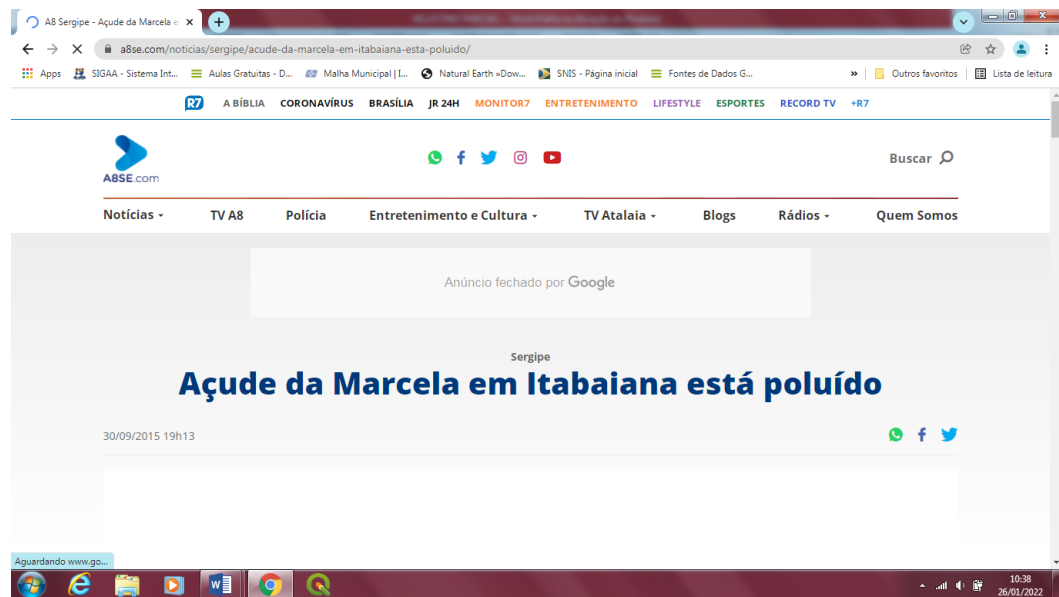 A8 Sergipe - Açude da Marcela e
a8se.com/noticias/sergipe/acude-da-marcela-em-itabaiana-esta-poluido/
Apps SIGAA - Sistema Int... Aulas Gratuitas - D... Malha Municipal | I... Natural Earth »Dow... SNIS - Página inicial Fontes de Dados G... » Outros favoritos Lista de leitura
R7 A BÍBLIA CORONAVÍRUS BRASÍLIA JR 24H MONITOR7 ENTRETENIMENTO LIFESTYLE ESPORTES RECORD TV +R7
A8SE.com
Buscar
Notícias TV A8 Polícia Entretenimento e Cultura TV Atalaia Blogs Rádios Quem Somos
Anúncio fechado por Google
Sergipe
Açude da Marcela em Itabaiana está poluído
30/09/2015 19h13
Aguardando www.go...
10:38
26/01/2022